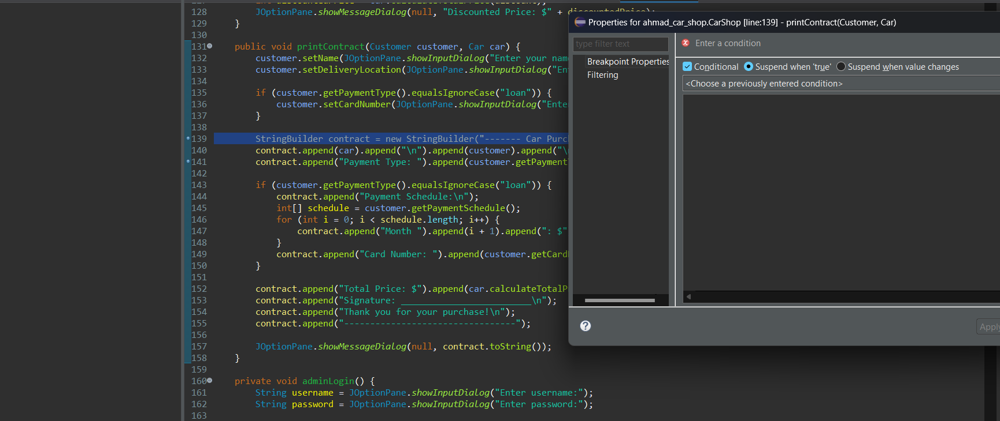 128 JOptionPane.showMessageDialog(null, "Discounted Price: $" + discountedPrice);
129 }
130
131 public void printContract(Customer customer, Car car) {
132 customer.setName(JOptionPane.showInputDialog("Enter your nam
133 customer.setDeliveryLocation(JOptionPane.showInputDialog("En
134
135 if (customer.getPaymentType().equalsIgnoreCase("loan")) {
136 customer.setCardNumber(JOptionPane.showInputDialog("Ente
137 }
138
139 StringBuilder contract = new StringBuilder("------- Car Purc
140 contract.append(car).append("\n").append(customer).append("\
141 contract.append("Payment Type: ").append(customer.getPayment
142
143 if (customer.getPaymentType().equalsIgnoreCase("loan")) {
144 contract.append("Payment Schedule:\n");
145 int[] schedule = customer.getPaymentSchedule();
146 for (int i = 0; i < schedule.length; i++) {
147 contract.append("Month ").append(i + 1).append(": $"
148 }
149 contract.append("Card Number: ").append(customer.getCard
150 }
151
152 contract.append("Total Price: $").append(car.calculateTotalP
153 contract.append("Signature: _________________________\n");
154 contract.append("Thank you for your purchase!\n");
155 contract.append("---------------------------------");
156
157 JOptionPane.showMessageDialog(null, contract.toString());
158 }
159
160 private void adminLogin() {
161 String username = JOptionPane.showInputDialog("Enter username:");
162 String password = JOptionPane.showInputDialog("Enter password:");
163
Properties for ahmad_car_shop.CarShop [line:139] - printContract(Customer, Car)
type filter text
Breakpoint Properties
Filtering
Enter a condition
Conditional Suspend when 'true' Suspend when value changes
<Choose a previously entered condition>
?
Apply